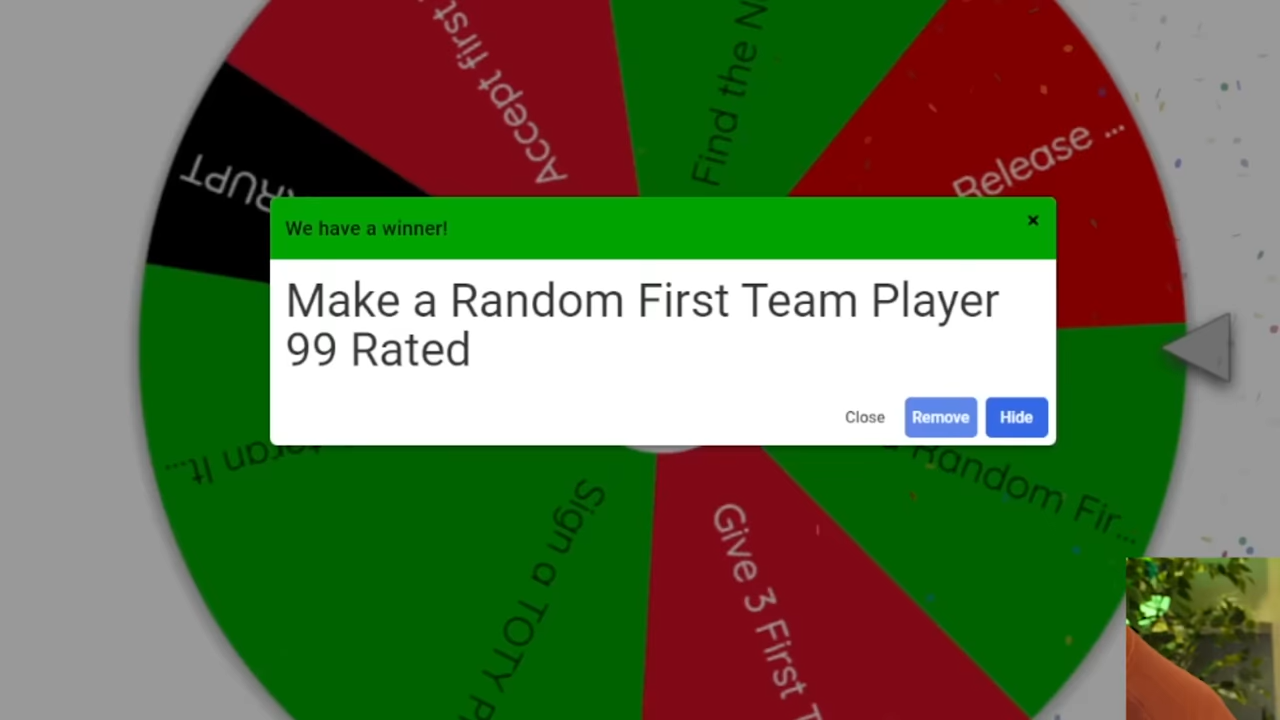 Accept first
Find the N
Release ...
We have a winner!
×
Make a Random First Team Player
99 Rated
Close
Remove
Hide
Random Fir...
Sign a TOTY
Give 3 First T